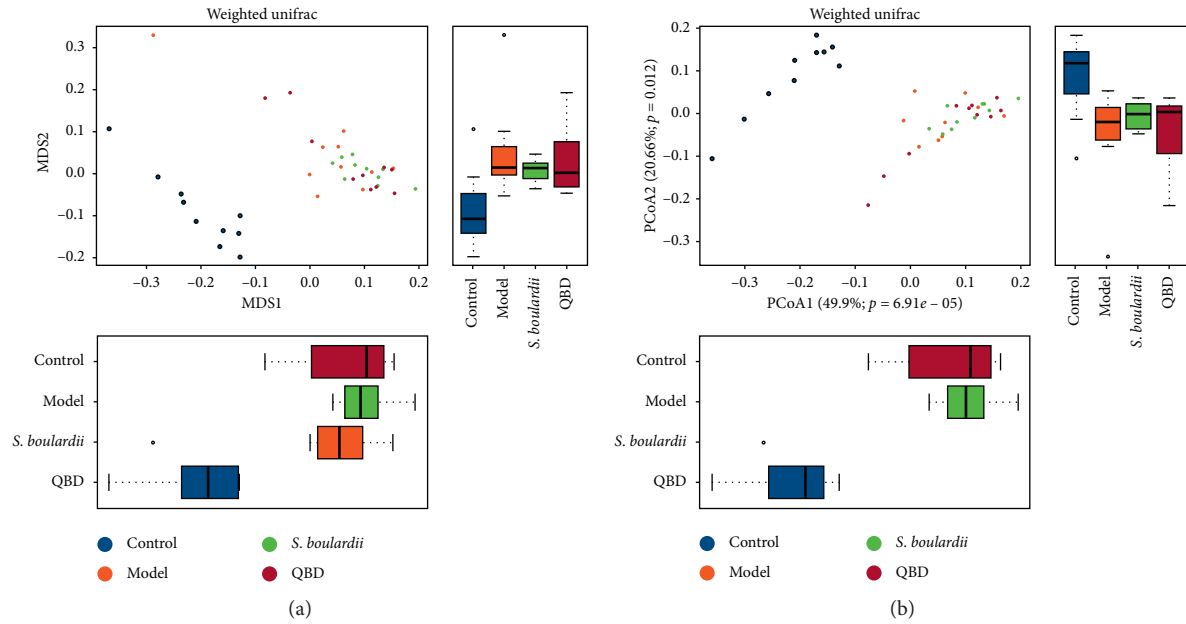 Weighted unifrac
0.3
0.2
0.1
0.0
−0.1
−0.2
MDS2
−0.3
−0.2
−0.1
0.0
0.1
0.2
MDS1
Control
Model
S. boulardii
QBD
Control
Model
S. boulardii
QBD
Control
S. boulardii
Model
QBD
(a)
Weighted unifrac
0.2
0.1
0.0
−0.1
−0.2
−0.3
PCoA2 (20.66%; p = 0.012)
−0.3
−0.2
−0.1
0.0
0.1
0.2
PCoA1 (49.9%; p = 6.91e − 05)
Control
Model
S. boulardii
QBD
Control
Model
S. boulardii
QBD
Control
S. boulardii
Model
QBD
(b)